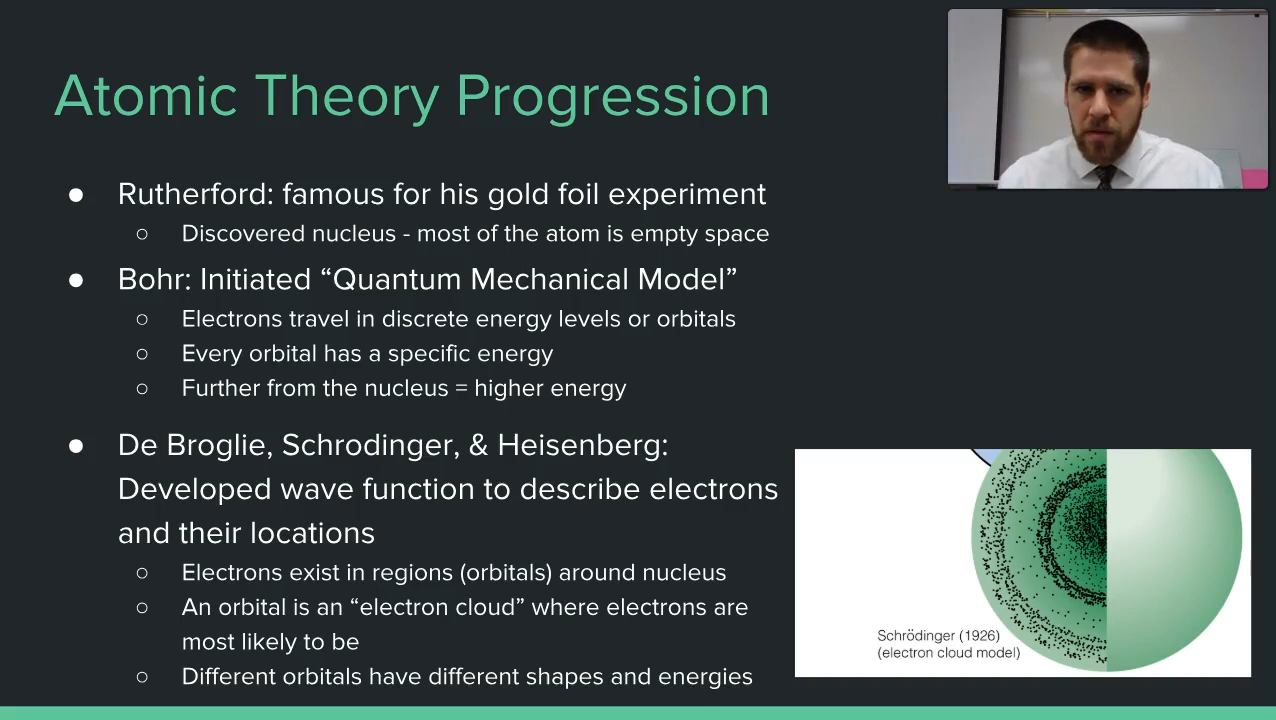 Atomic Theory Progression
● Rutherford: famous for his gold foil experiment
○ Discovered nucleus - most of the atom is empty space
● Bohr: Initiated “Quantum Mechanical Model”
○ Electrons travel in discrete energy levels or orbitals
○ Every orbital has a specific energy
○ Further from the nucleus = higher energy
● De Broglie, Schrodinger, & Heisenberg:
Developed wave function to describe electrons
and their locations
○ Electrons exist in regions (orbitals) around nucleus
○ An orbital is an “electron cloud” where electrons are
most likely to be
○ Different orbitals have different shapes and energies
Schrödinger (1926)
(electron cloud model)